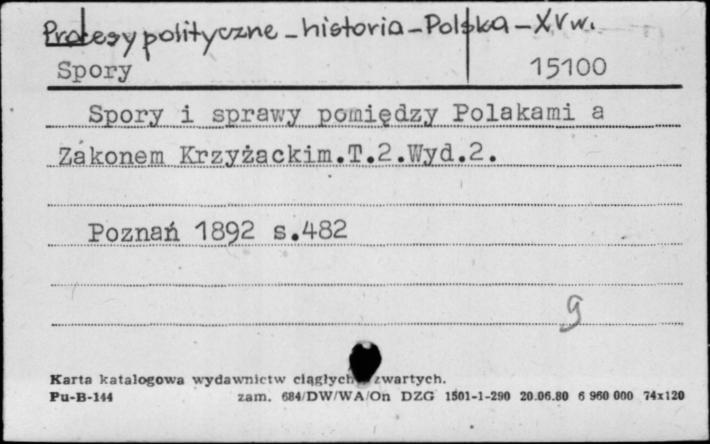 Procesy polityczne - historia - Polska - XV w.
Spory 15100
Spory i sprawy pomiędzy Polakami a
Zakonem Krzyżackim.T.2.Wyd.2.
Poznań 1892 s.482
g
Karta katalogowa wydawnictw ciągłych zwartych.
Pu-B-144 zam. 684/DW/WA/On DZG 1501-1-290 20.06.80 6 960 000 74x120